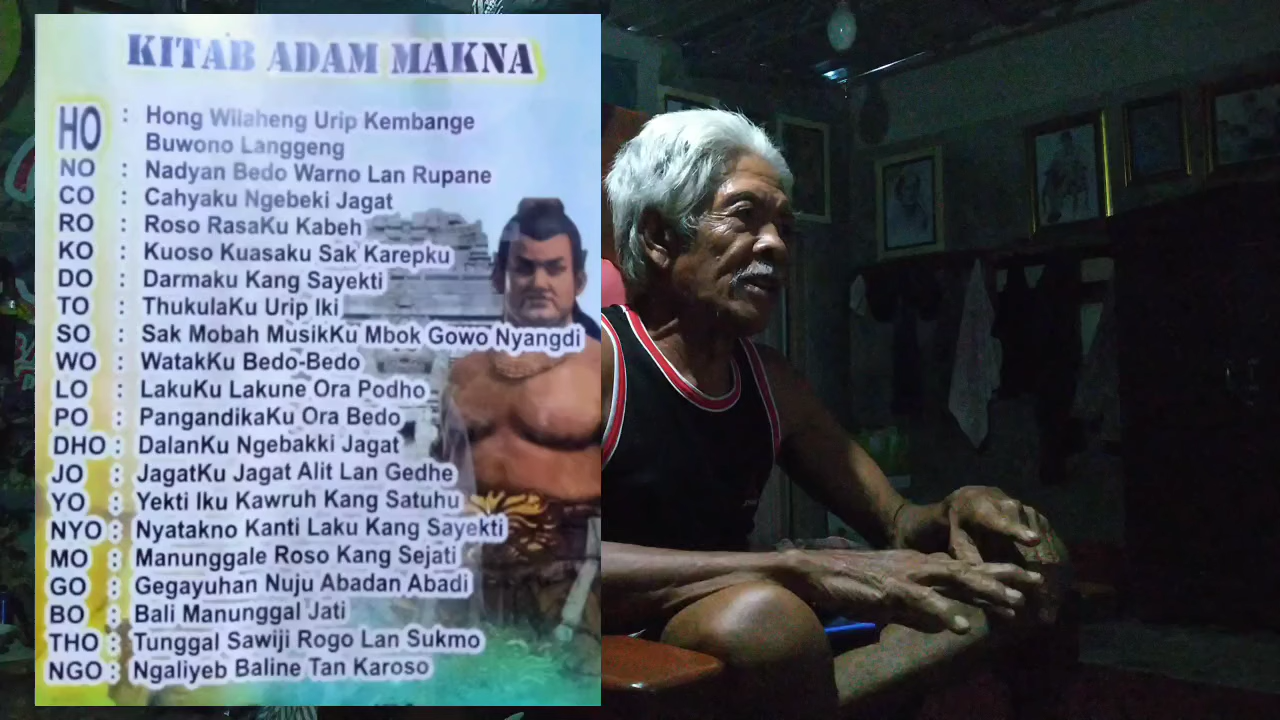 KITAB ADAM MAKNA
HO : Hong Wilaheng Urip Kembange
Buwono Langgeng
NO : Nadyan Bedo Warno Lan Rupane
CO : Cahyaku Ngebeki Jagat
RO : Roso RasaKu Kabeh
KO : Kuoso Kuasaku Sak Karepku
DO : Darmaku Kang Sayekti
TO : ThukulaKu Urip Iki
SO : Sak Mobah MusikKu Mbok Gowo Nyangdi
WO : WatakKu Bedo-Bedo
LO : LakuKu Lakune Ora Podho
PO : PangandikaKu Ora Bedo
DHO : DalanKu Ngebakki Jagat
JO : JagatKu Jagat Alit Lan Gedhe
YO : Yekti Iku Kawruh Kang Satuhu
NYO : Nyatakno Kanti Laku Kang Sayekti
MO : Manunggale Roso Kang Sejati
GO : Gegayuhan Nuju Abadan Abadi
BO : Bali Manunggal Jati
THO : Tunggal Sawiji Rogo Lan Sukmo
NGO : Ngaliyeb Baline Tan Karoso